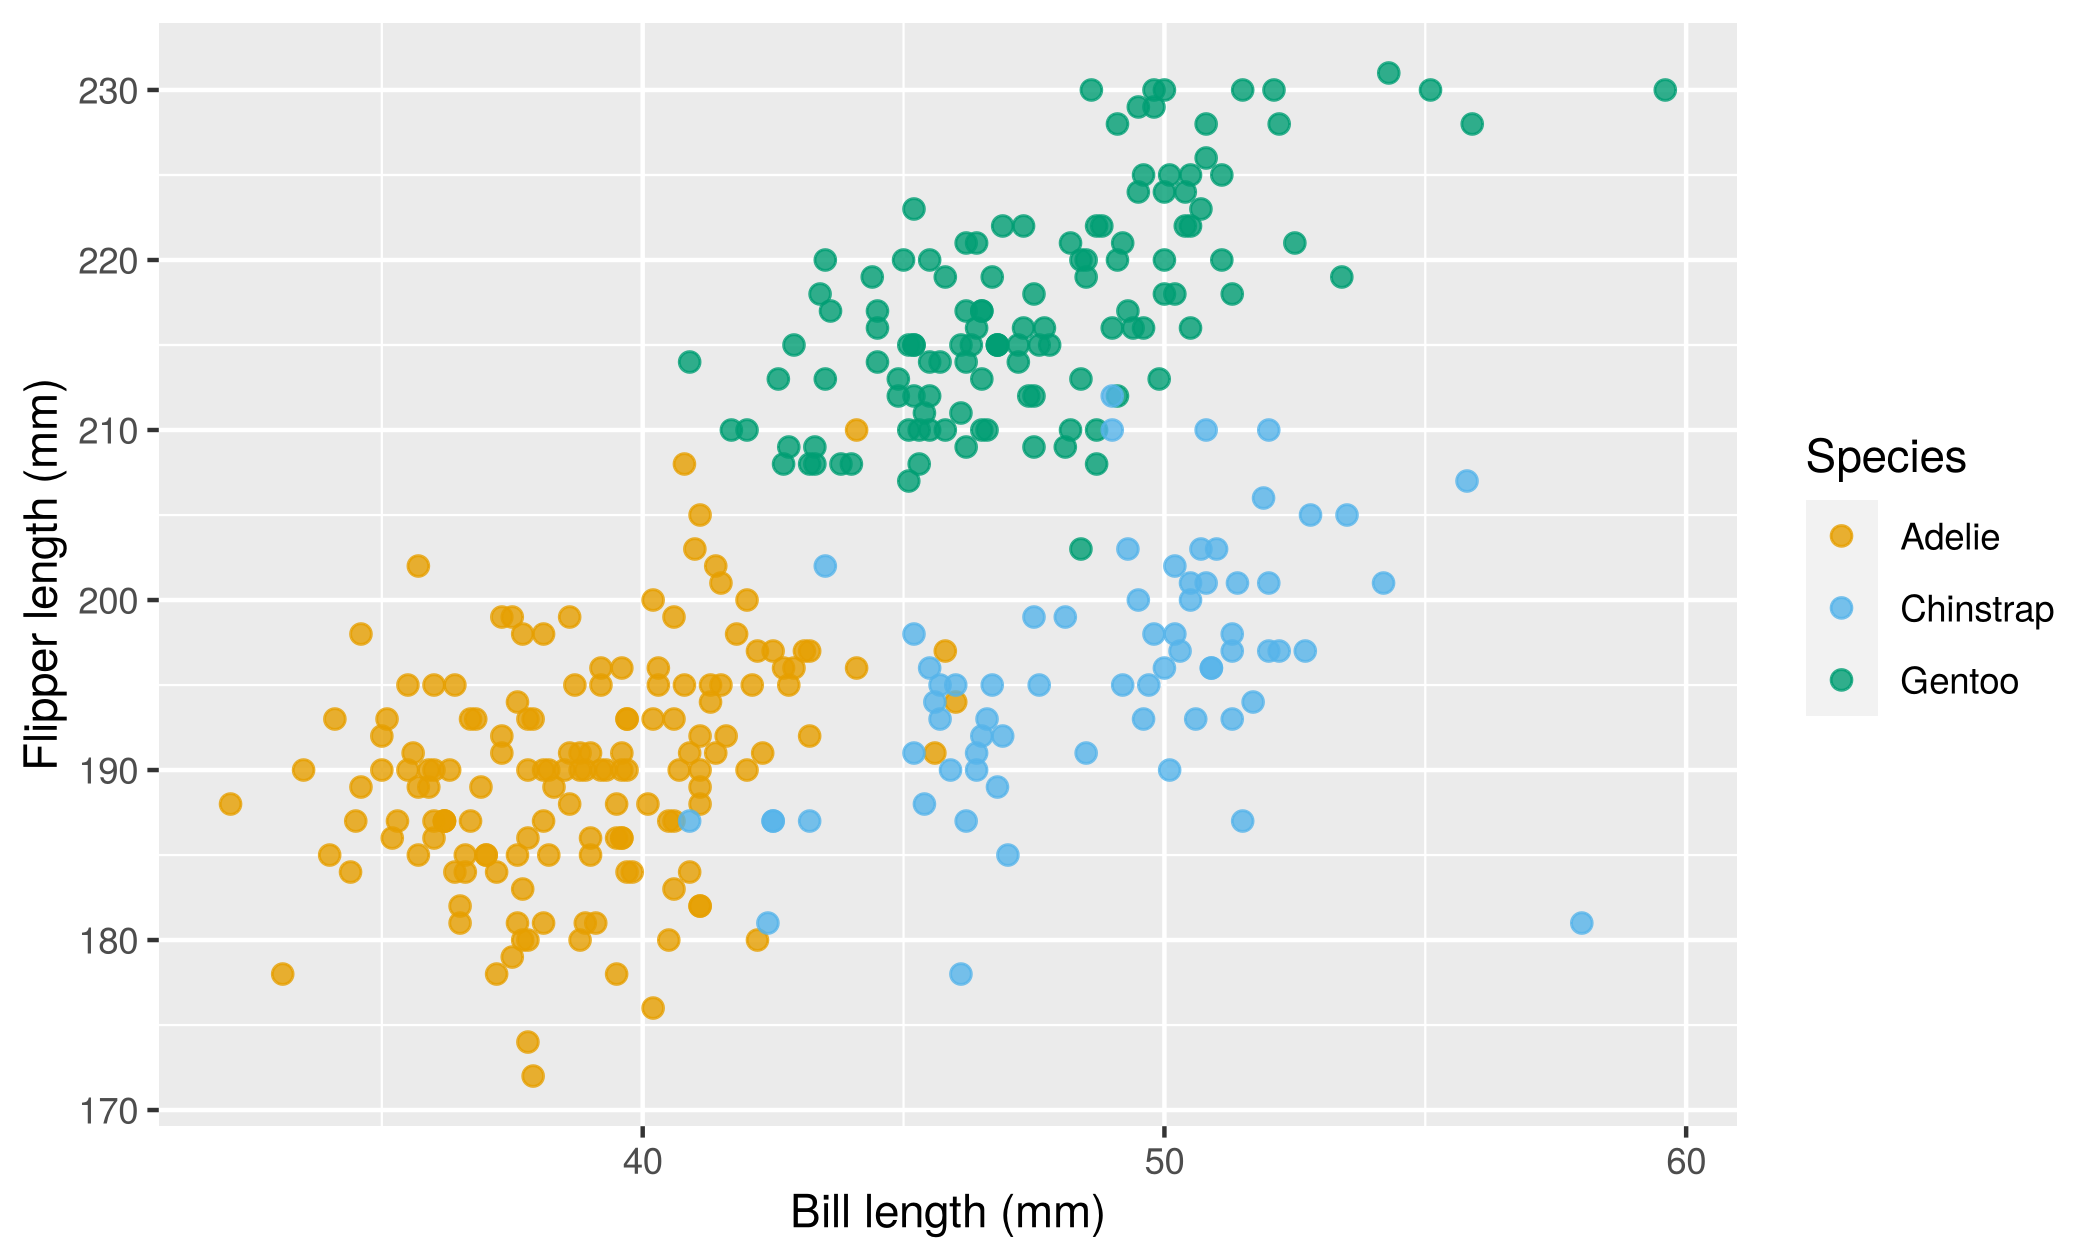 230
220
210
200
190
180
170
40
50
60
Bill length (mm)
Flipper length (mm)
Species
Adelie
Chinstrap
Gentoo